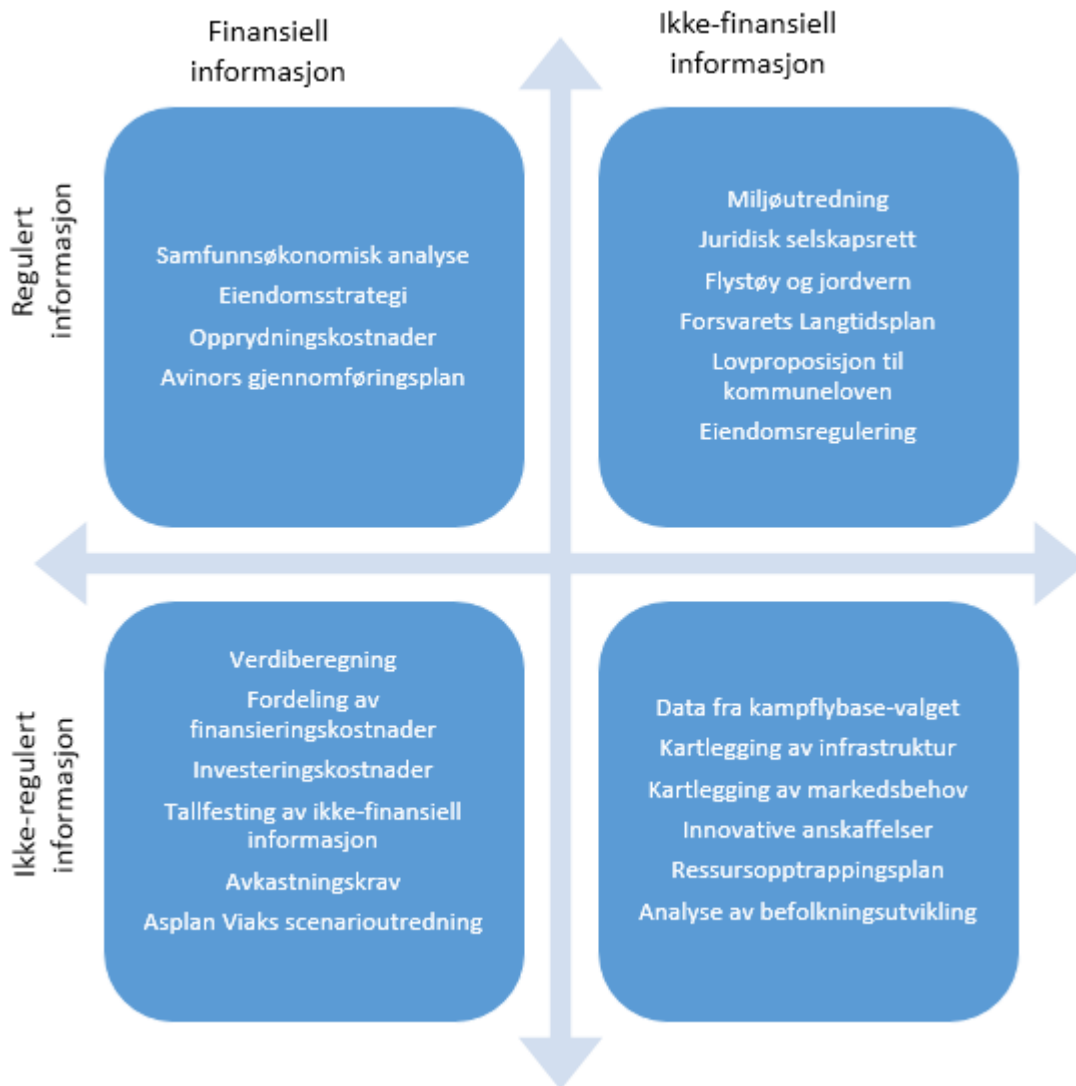 Finansiell
informasjon
Ikke-finansiell
informasjon
Regulert
informasjon
Samfunnsøkonomisk analyse
Eiendomsstrategi
Opprydningskostnader
Avinors gjennomføringsplan
Miljøutredning
Juridisk selskapsrett
Flystøy og jordvern
Forsvarets Langtidsplan
Lovproposisjon til
kommuneloven
Eiendomsregulering
Ikke-regulert
informasjon
Verdiberegning
Fordeling av
finansieringskostnader
Investeringskostnader
Tallfesting av ikke-finansiell
informasjon
Avkastningskrav
Asplan Viaks scenarioutredning
Data fra kampflybase-valget
Kartlegging av infrastruktur
Kartlegging av markedsbehov
Innovative anskaffelser
Ressursopptrappingsplan
Analyse av befolkningsutvikling